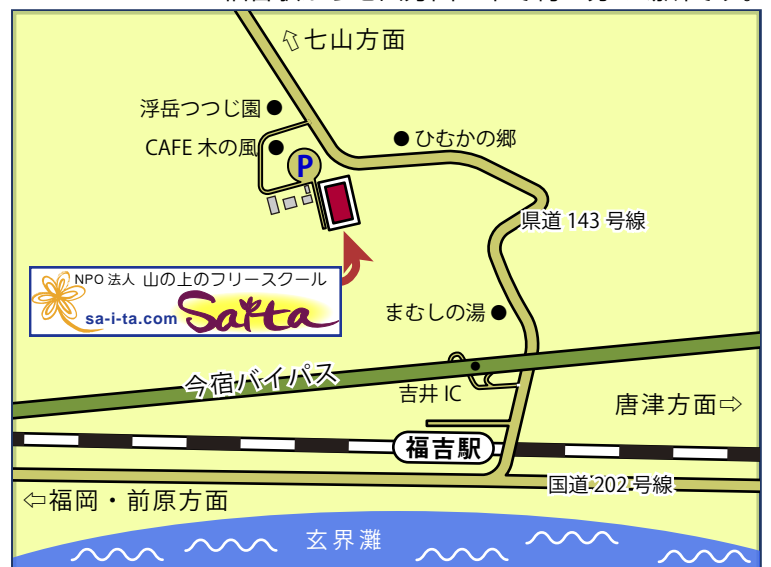 七山方面
浮岳つつじ園
ひむかの郷
CAFE 木の風
P
県道 143 号線
NPO 法人 山の上のフリースクール
sa-i-ta.com
Saita
まむしの湯
今宿バイパス
吉井 IC
唐津方面⇨
福吉駅
国道 202 号線
⇦福岡・前原方面
玄界灘